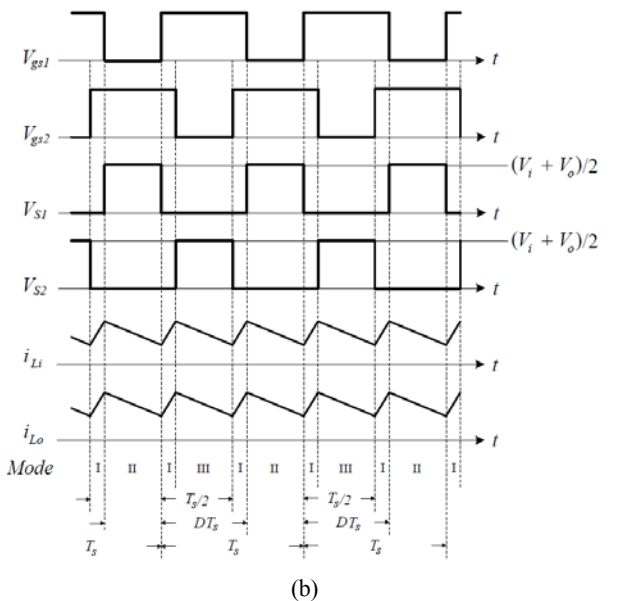 V_gs1 t
V_gs2 t
(V_i + V_o)/2
V_S1 t
(V_i + V_o)/2
V_S2 t
i_Li t
i_Lo t
Mode I II I III I II I III I II I
T_s/2 T_s/2
DT_s DT_s
T_s T_s T_s
(b)